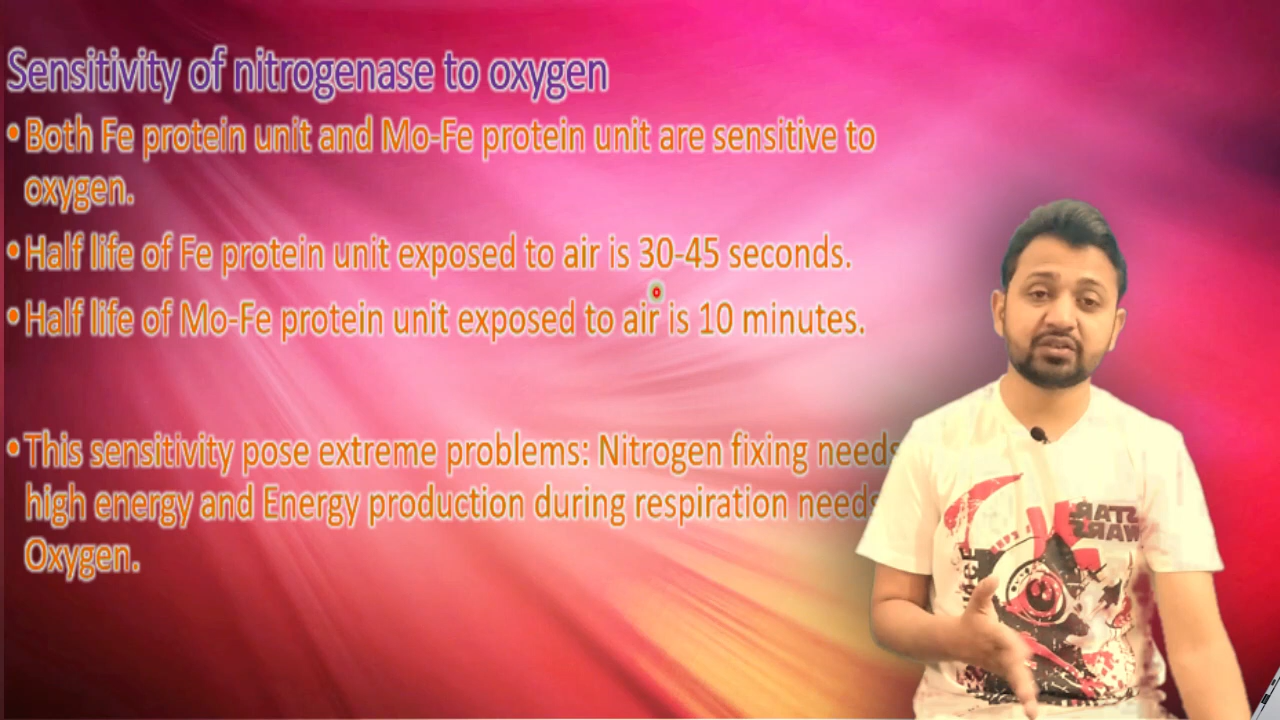 Sensitivity of nitrogenase to oxygen
•Both Fe protein unit and Mo-Fe protein unit are sensitive to
oxygen.
•Half life of Fe protein unit exposed to air is 30-45 seconds.
•Half life of Mo-Fe protein unit exposed to air is 10 minutes.
•This sensitivity pose extreme problems: Nitrogen fixing needs
high energy and Energy production during respiration needs
Oxygen.
STAR
WARS